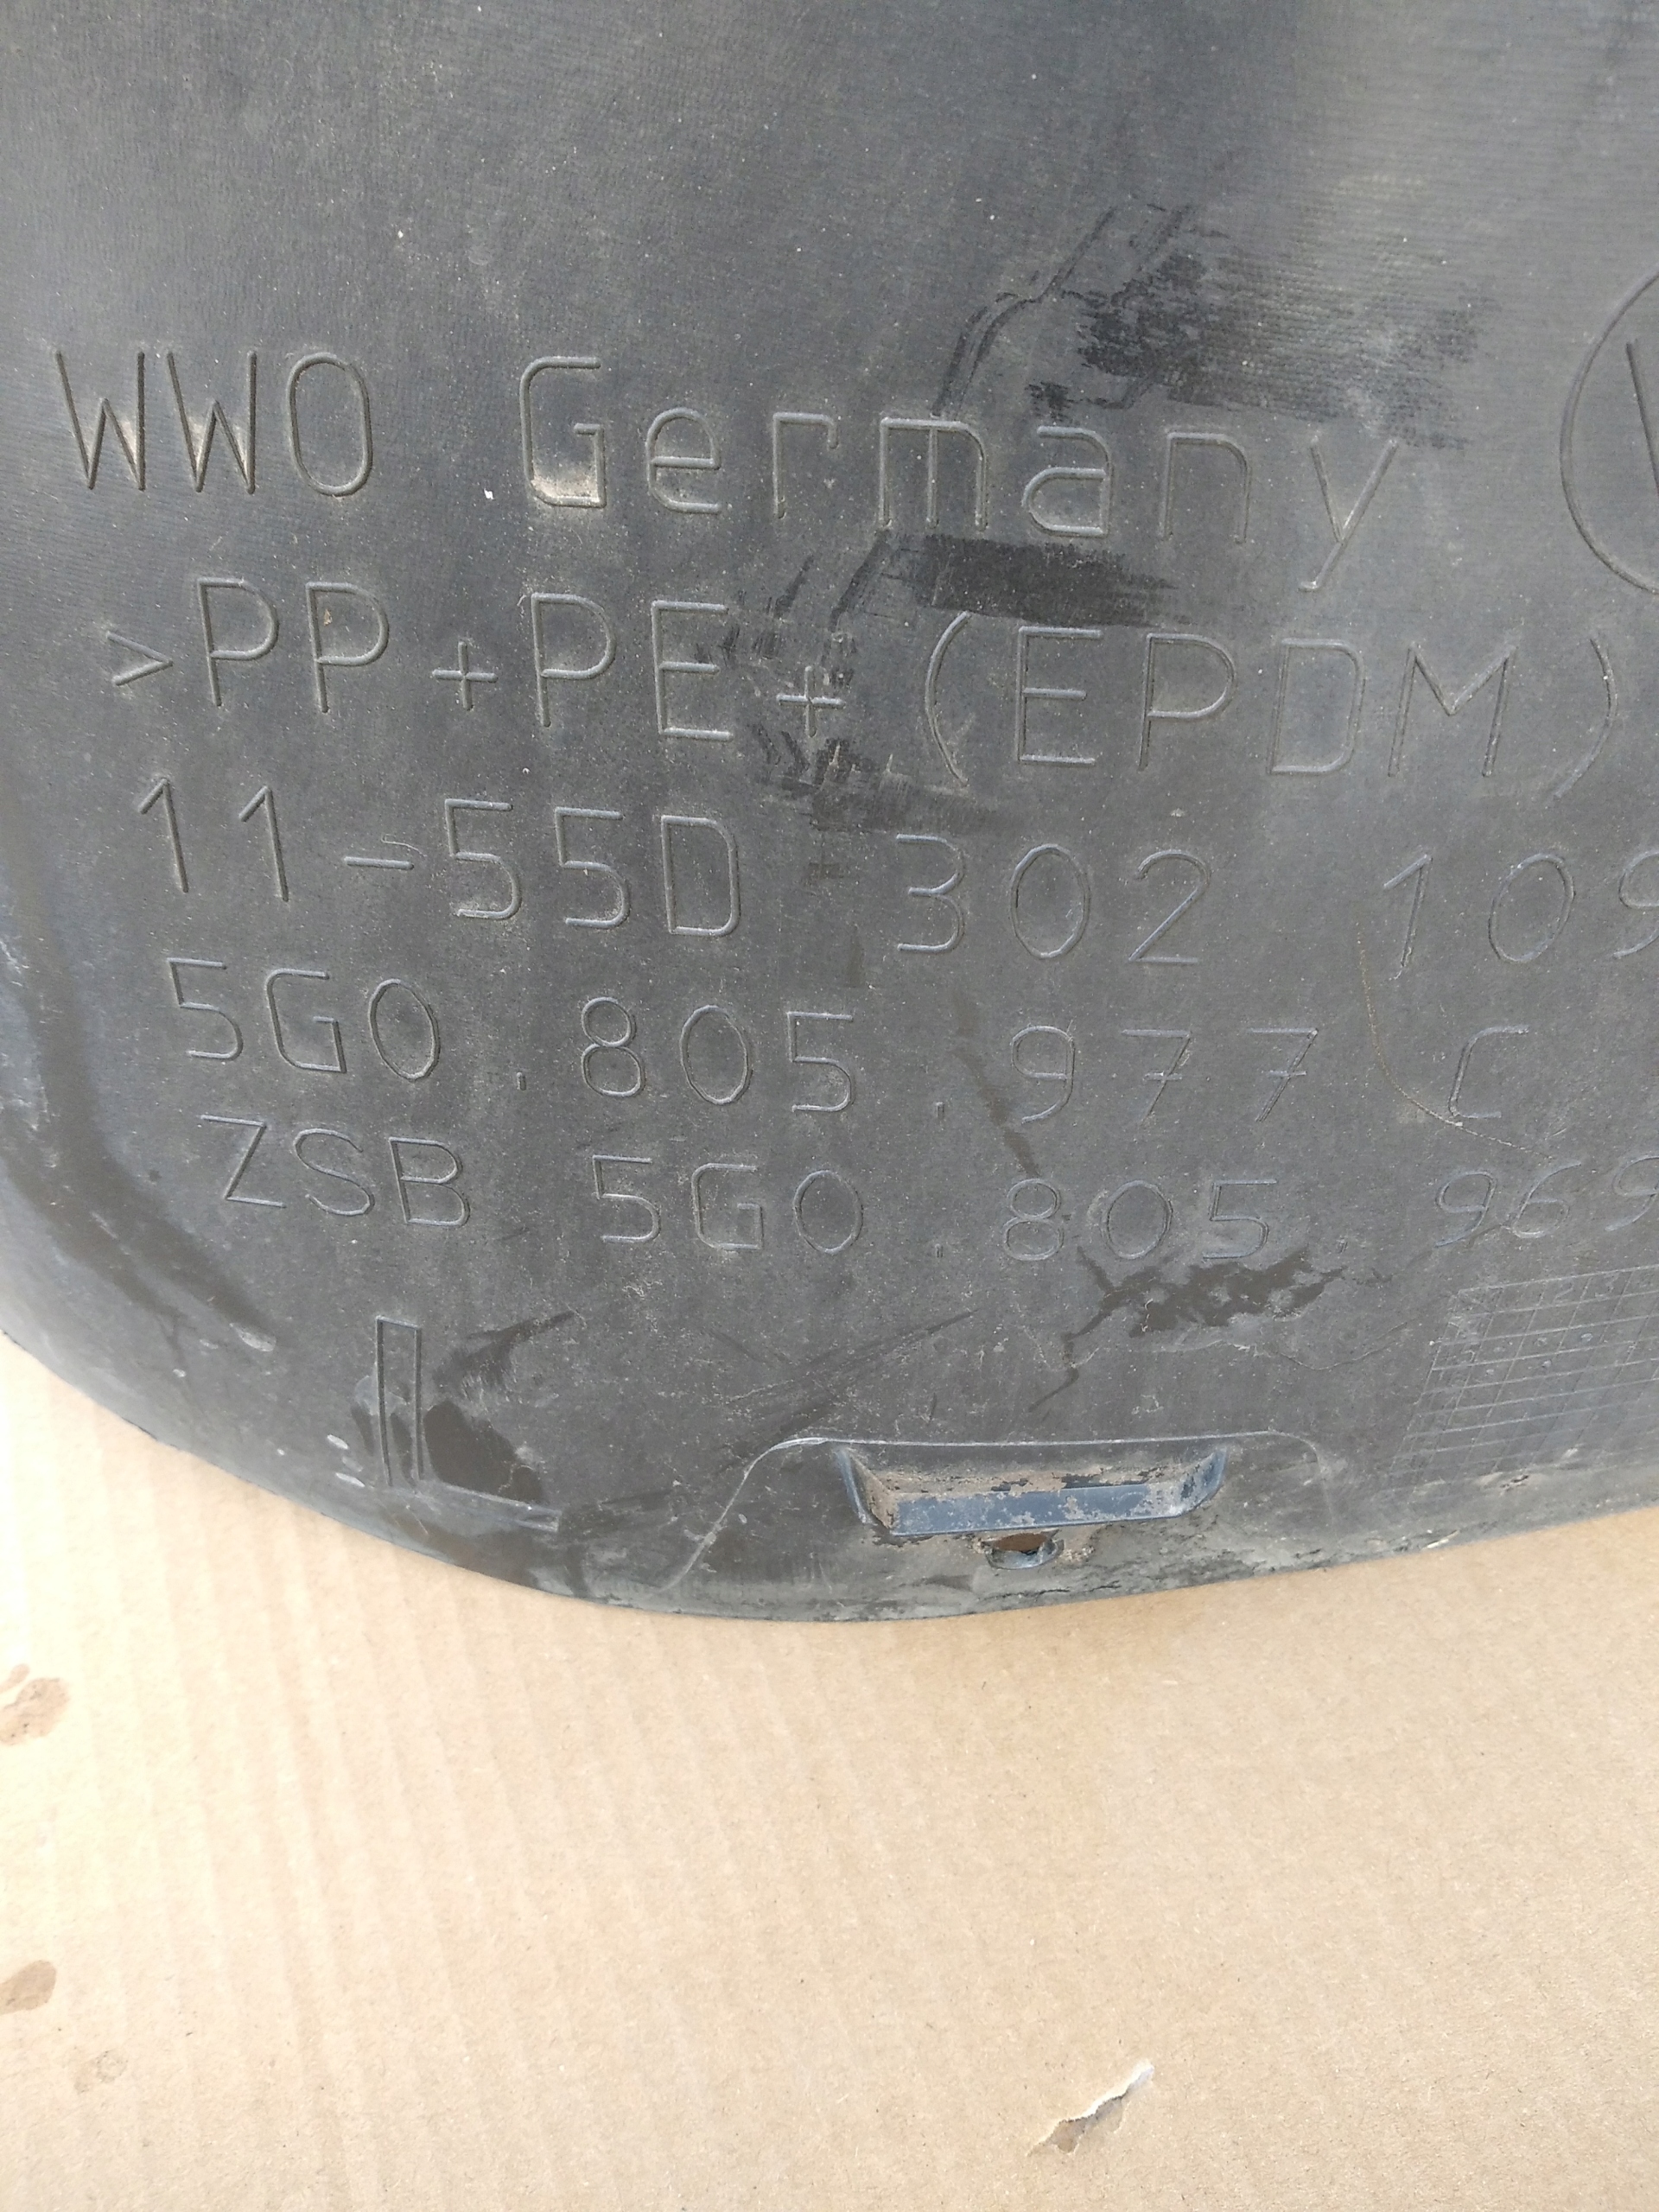 WWO Germany
>PP+PE+(EPDM)
11-55D 302 109
5G0.805.977 C
ZSB 5G0.805.969